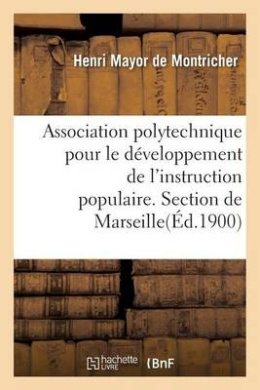 Henri Mayor de Montricher
Association polytechnique pour le développement de l'instruction populaire. Section de Marseille(Éd.1900)
hachette LIVRE
{BnF